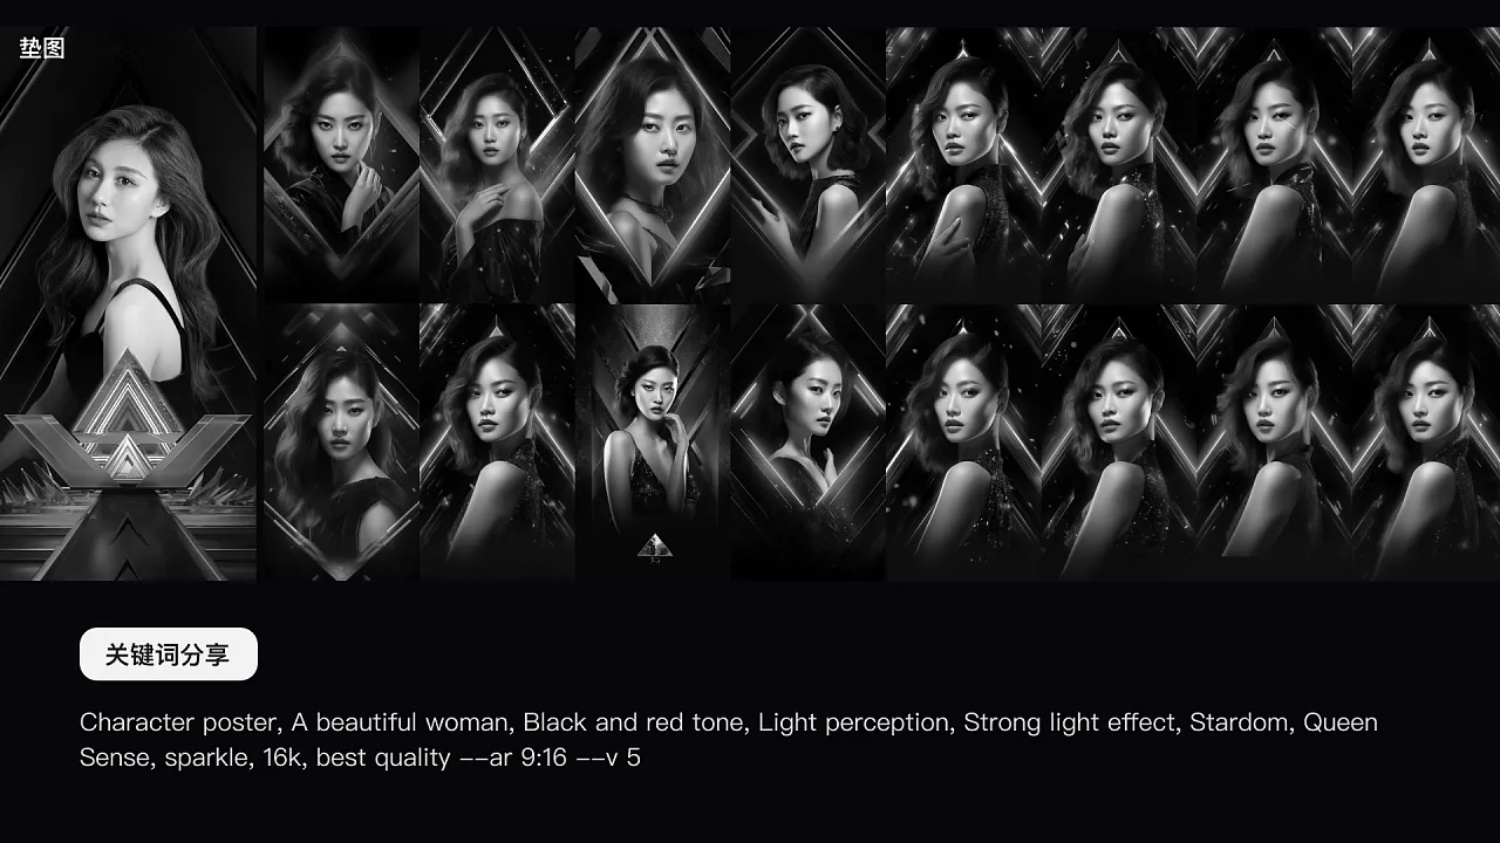 垫图
关键词分享
Character poster, A beautiful woman, Black and red tone, Light perception, Strong light effect, Stardom, Queen
Sense, sparkle, 16k, best quality --ar 9:16 --v 5